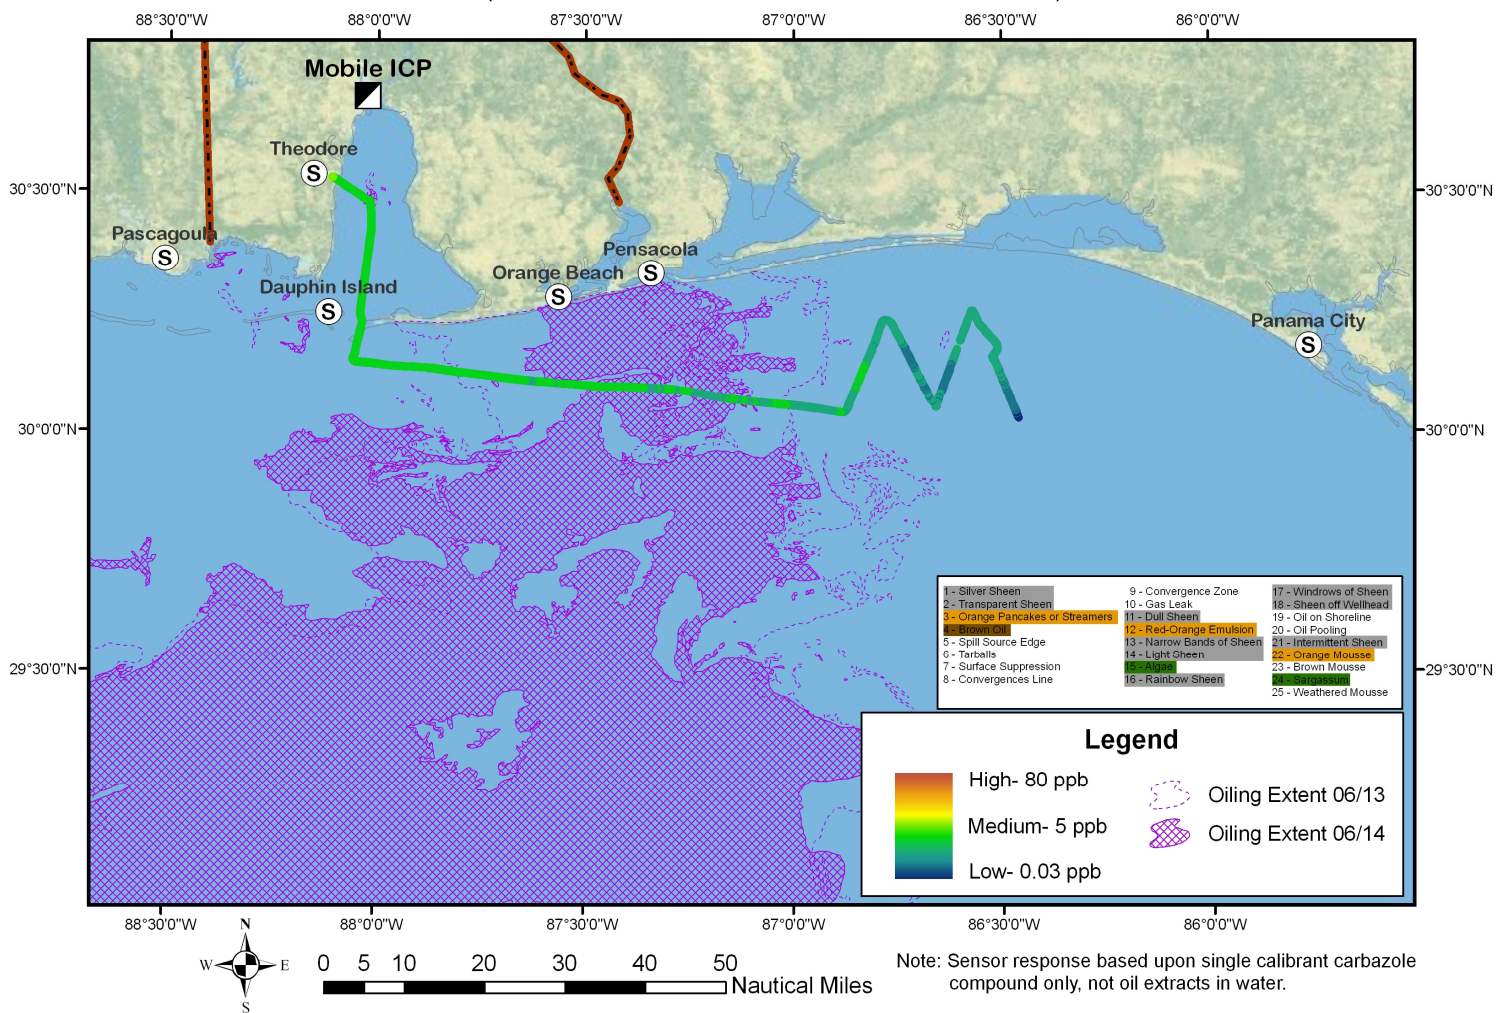 88°30'0"W 88°0'0"W 87°30'0"W 87°0'0"W 86°30'0"W 86°0'0"W
Mobile ICP
Theodore
S
30°30'0"N 30°30'0"N
Pascagoula
S
Pensacola
S
Orange Beach
S
Dauphin Island
S
Panama City
S
30°0'0"N 30°0'0"N
1 - Silver Sheen
2 - Transparent Sheen
3 - Orange Pancakes or Streamers
4 - Brown Oil
5 - Spill Source Edge
6 - Tarballs
7 - Surface Suppression
8 - Convergences Line
9 - Convergence Zone
10 - Gas Leak
11 - Dull Sheen
12 - Red-Orange Emulsion
13 - Narrow Bands of Sheen
14 - Light Sheen
15 - Algae
16 - Rainbow Sheen
17 - Windrows of Sheen
18 - Sheen off Wellhead
19 - Oil on Shoreline
20 - Oil Pooling
21 - Intermittent Sheen
22 - Orange Mousse
23 - Brown Mousse
24 - Sargassum
25 - Weathered Mousse
29°30'0"N 29°30'0"N
Legend
High- 80 ppb
Medium- 5 ppb
Low- 0.03 ppb
Oiling Extent 06/13
Oiling Extent 06/14
88°30'0"W 88°0'0"W 87°30'0"W 87°0'0"W 86°30'0"W 86°0'0"W
N
W E
S
0 5 10 20 30 40 50
Nautical Miles
Note: Sensor response based upon single calibrant carbazole
compound only, not oil extracts in water.